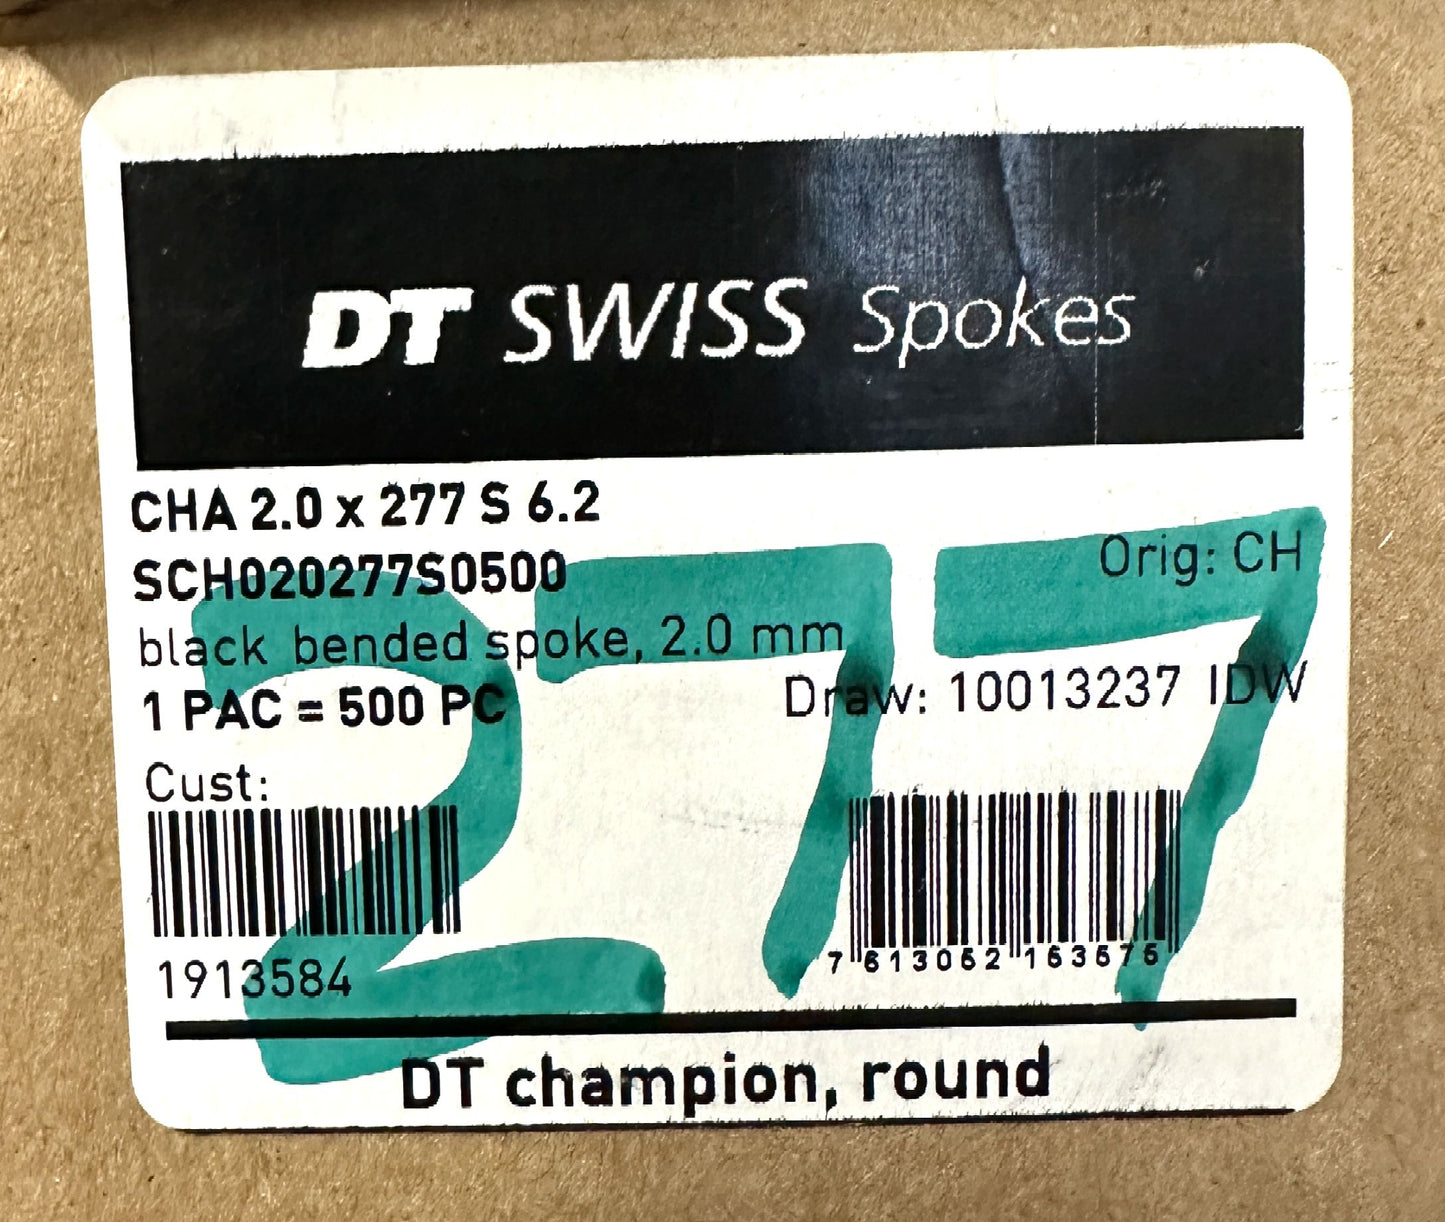 DT SWISS Spokes
CHA 2.0 x 277 S 6.2
SCH020277S0500
Orig: CH
black bended spoke, 2.0 mm
1 PAC = 500 PC
Draw: 10013237 IDW
277
Cust:
1913584
7 613052 163575
DT champion, round